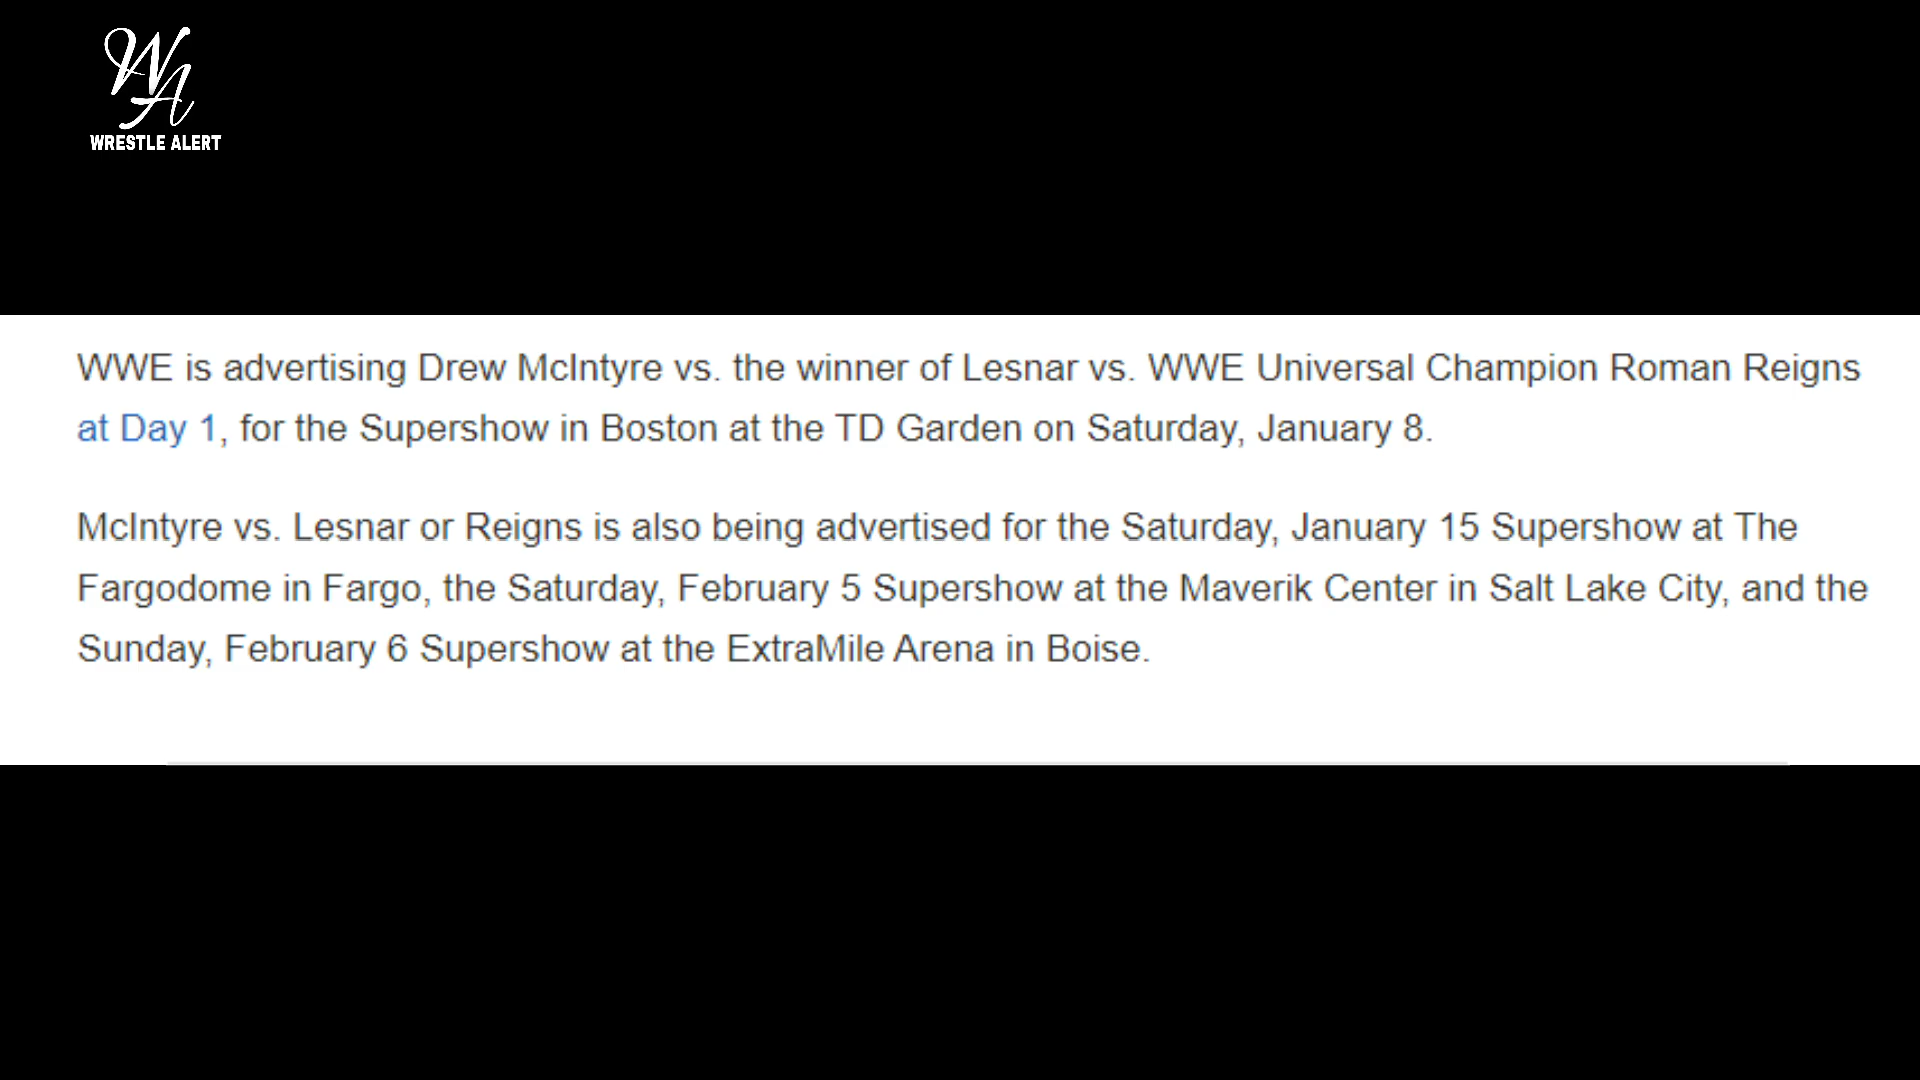 WA
WRESTLE ALERT
WWE is advertising Drew McIntyre vs. the winner of Lesnar vs. WWE Universal Champion Roman Reigns
at Day 1, for the Supershow in Boston at the TD Garden on Saturday, January 8.
McIntyre vs. Lesnar or Reigns is also being advertised for the Saturday, January 15 Supershow at The
Fargodome in Fargo, the Saturday, February 5 Supershow at the Maverik Center in Salt Lake City, and the
Sunday, February 6 Supershow at the ExtraMile Arena in Boise.